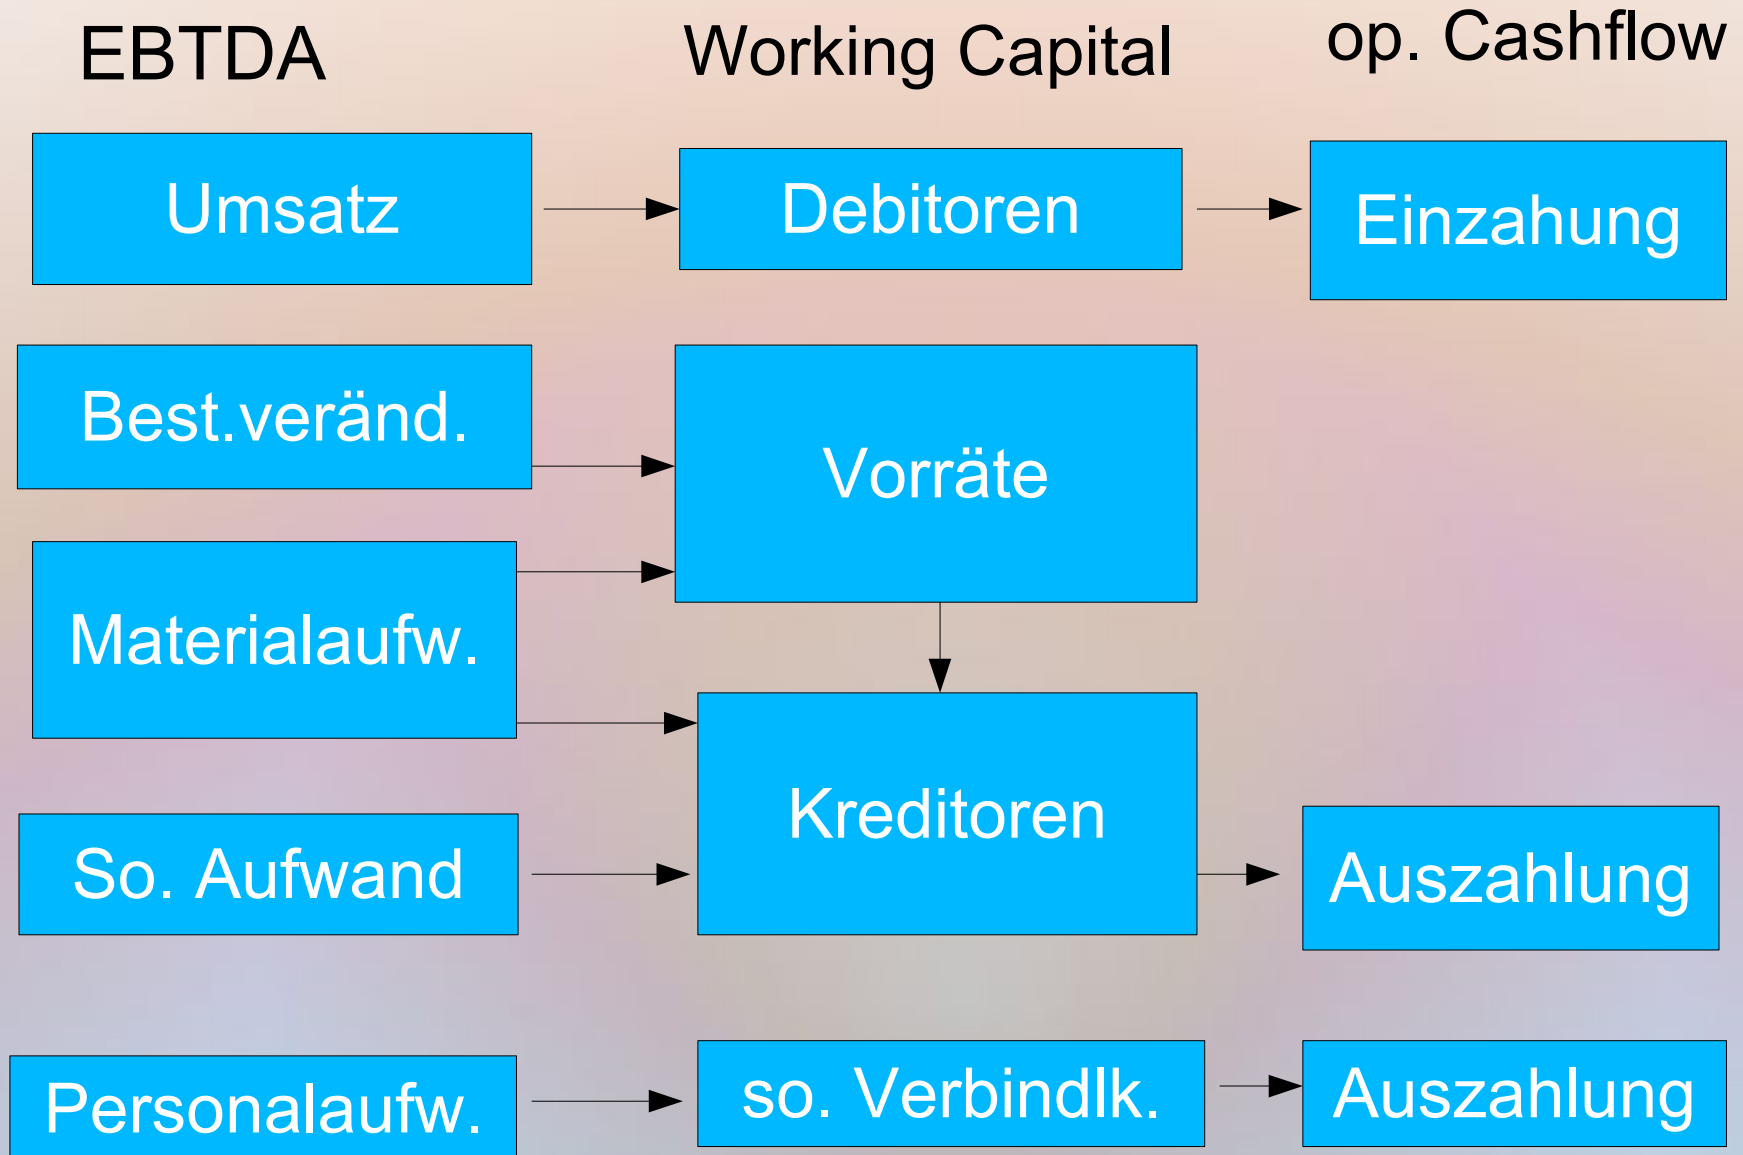 EBTDA
Working Capital
op. Cashflow
Umsatz
Debitoren
Einzahung
Best.veränd.
Vorräte
Materialaufw.
Kreditoren
So. Aufwand
Auszahlung
Personalaufw.
so. Verbindlk.
Auszahlung